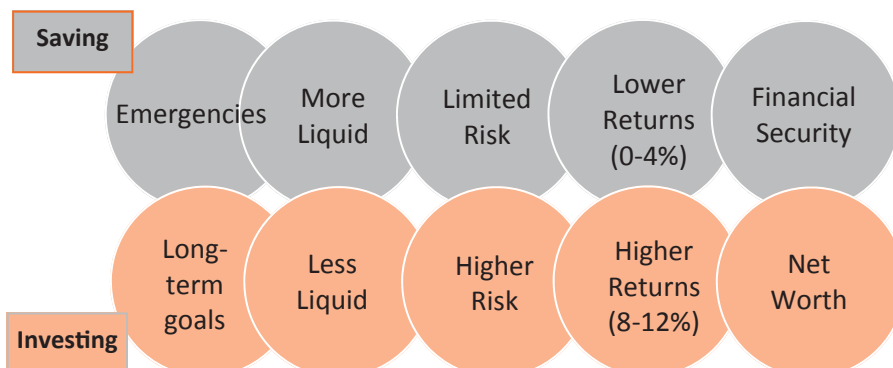 Saving
Emergencies
More
Liquid
Limited
Risk
Lower
Returns
(0-4%)
Financial
Security
Long-
term
goals
Less
Liquid
Higher
Risk
Higher
Returns
(8-12%)
Net
Worth
Investing